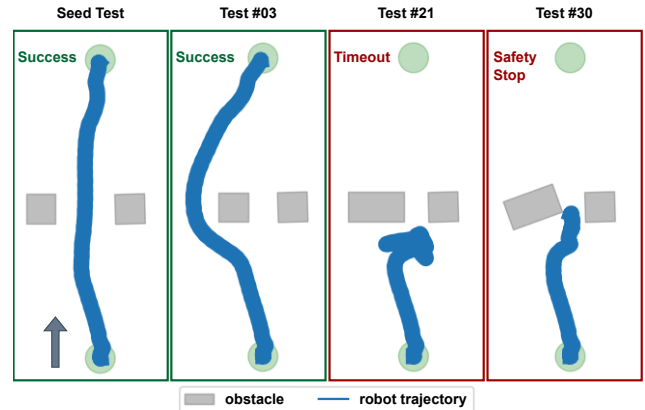 Seed Test
Test #03
Test #21
Test #30
Success
Success
Timeout
Safety
Stop
obstacle
robot trajectory